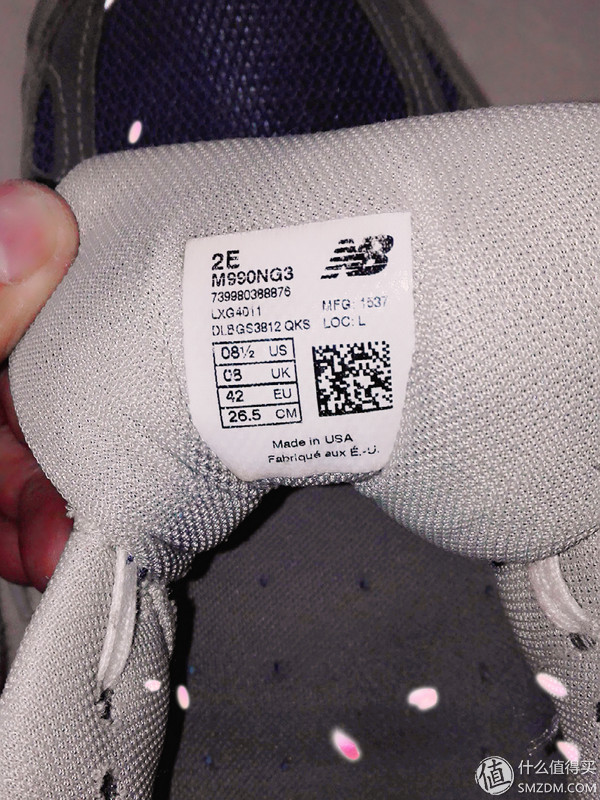 2E
M990NG3
739980388876
LXG4011
DLBGS3812 QKS
NB
MFG: 1537
LOC: L
08½ US
08 UK
42 EU
26.5 CM
Made in USA
Fabriqué aux É.-U.
值 什么值得买
SMZDM.COM